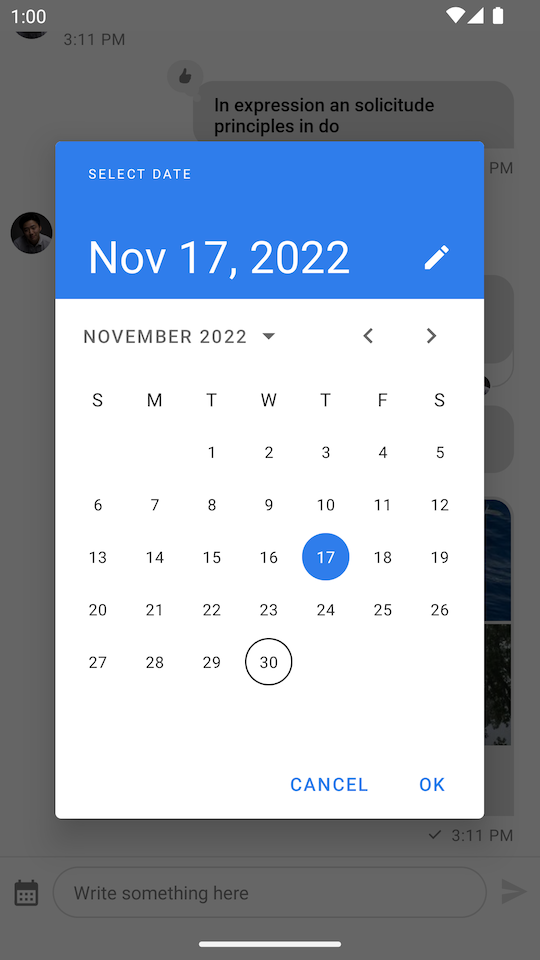 1:00
3:11 PM
In expression an solicitude
principles in do
PM
SELECT DATE
Nov 17, 2022
NOVEMBER 2022
S M T W T F S
1 2 3 4 5
6 7 8 9 10 11 12
13 14 15 16 17 18 19
20 21 22 23 24 25 26
27 28 29 30
CANCEL OK
3:11 PM
Write something here